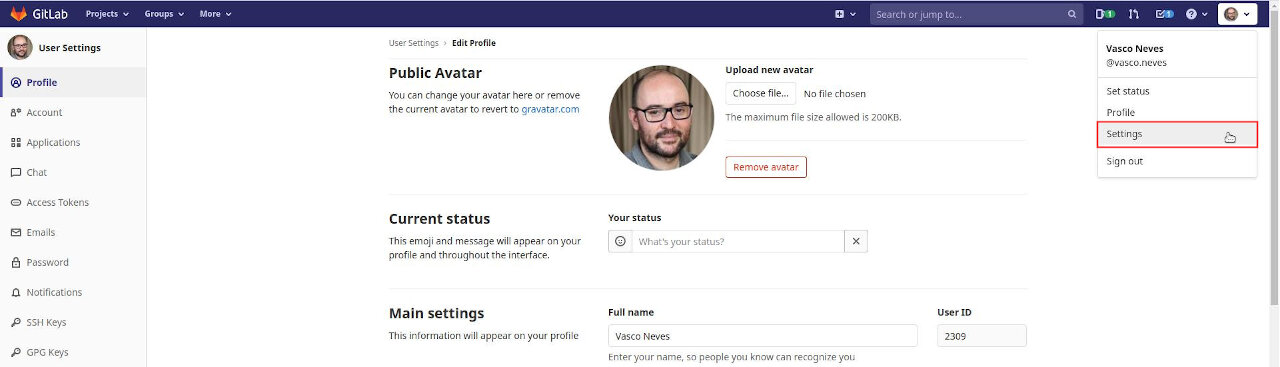 GitLab Projects Groups More Search or jump to... 1 1
User Settings
Profile
Account
Applications
Chat
Access Tokens
Emails
Password
Notifications
SSH Keys
GPG Keys
User Settings › Edit Profile
Public Avatar
You can change your avatar here or remove
the current avatar to revert to gravatar.com
Upload new avatar
Choose file... No file chosen
The maximum file size allowed is 200KB.
Remove avatar
Current status
This emoji and message will appear on your
profile and throughout the interface.
Your status
What's your status?
Main settings
This information will appear on your profile
Full name
Vasco Neves
Enter your name, so people you know can recognize you
User ID
2309
Vasco Neves
@vasco.neves
Set status
Profile
Settings
Sign out